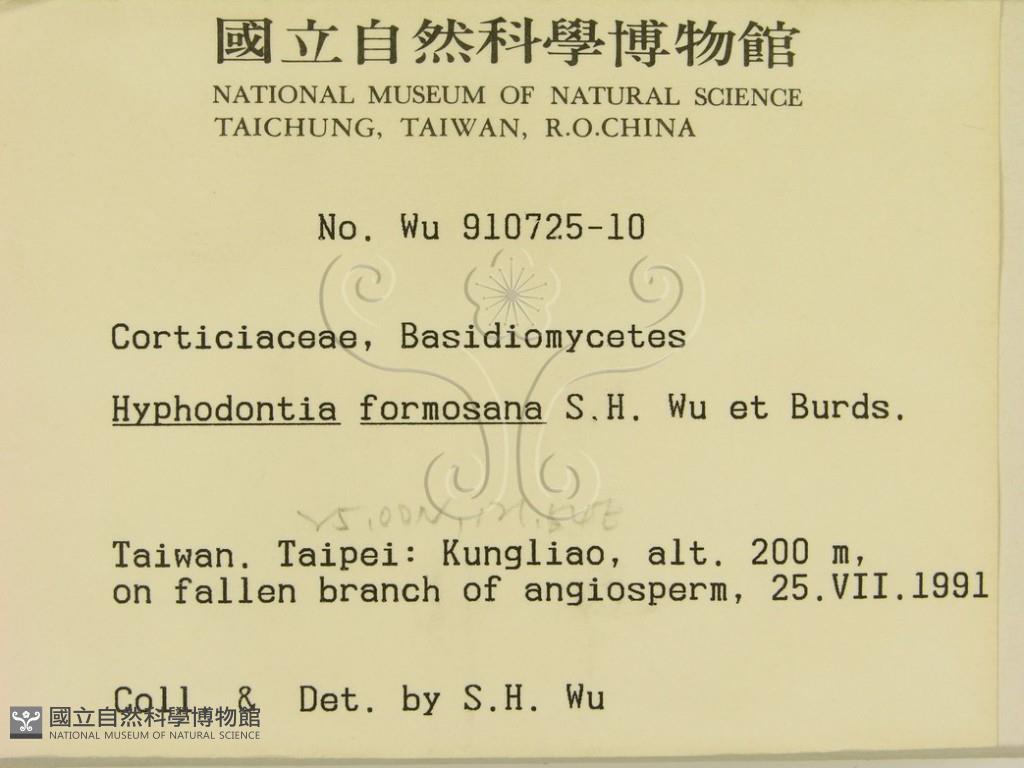 國立自然科學博物館
NATIONAL MUSEUM OF NATURAL SCIENCE
TAICHUNG, TAIWAN, R.O.CHINA
No. Wu 910725-10
Corticiaceae, Basidiomycetes
Hyphodontia formosana S.H. Wu et Burds.
Taiwan. Taipei: Kungliao, alt. 200 m,
on fallen branch of angiosperm, 25.VII.1991
Coll. & Det. by S.H. Wu
國立自然科學博物館
NATIONAL MUSEUM OF NATURAL SCIENCE